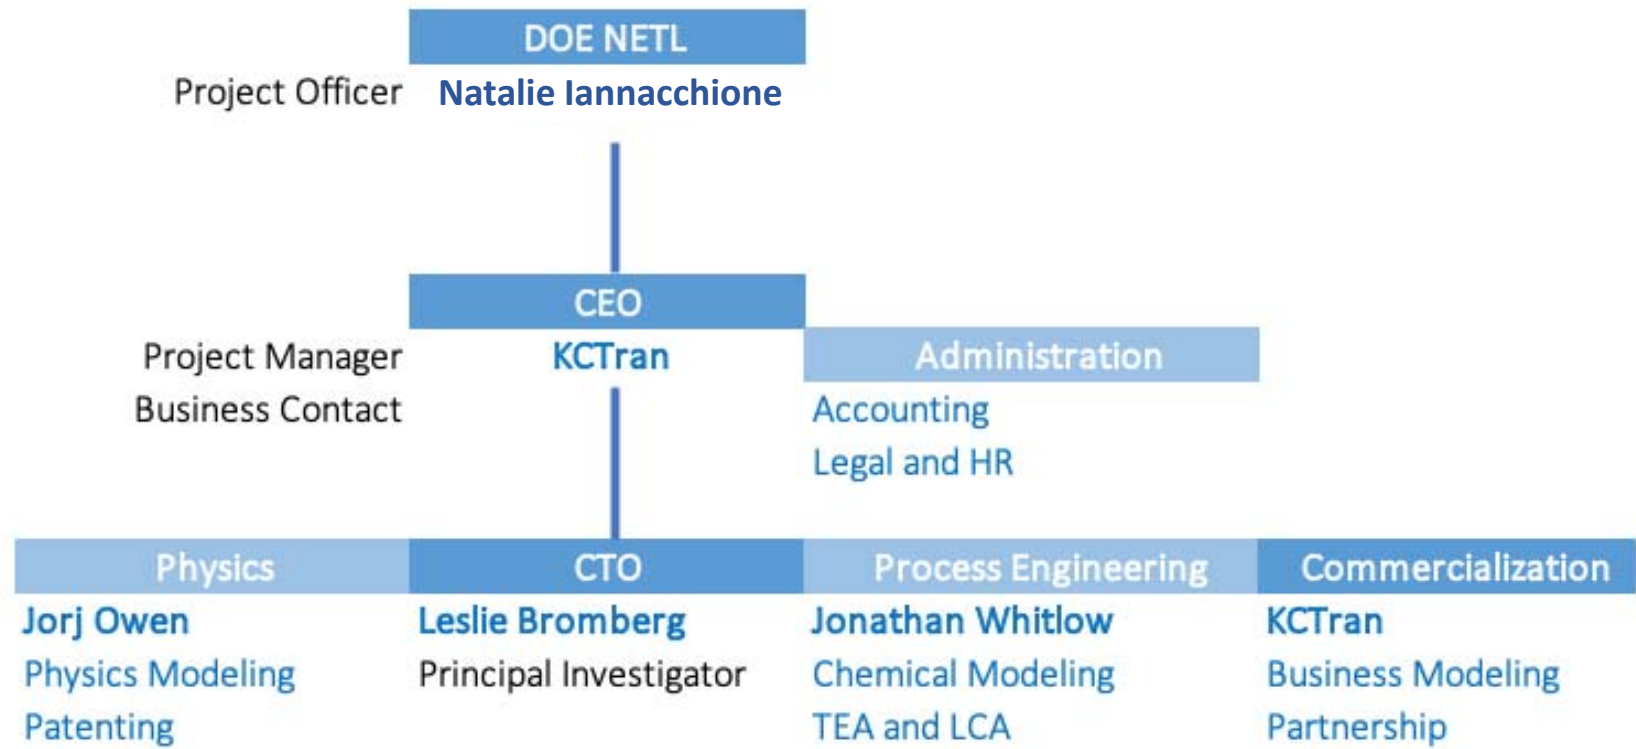 DOE NETL
Project Officer Natalie Iannacchione
CEO
Project Manager KCTran Administration
Business Contact Accounting
Legal and HR
Physics CTO Process Engineering Commercialization
Jorj Owen Leslie Bromberg Jonathan Whitlow KCTran
Physics Modeling Principal Investigator Chemical Modeling Business Modeling
Patenting TEA and LCA Partnership